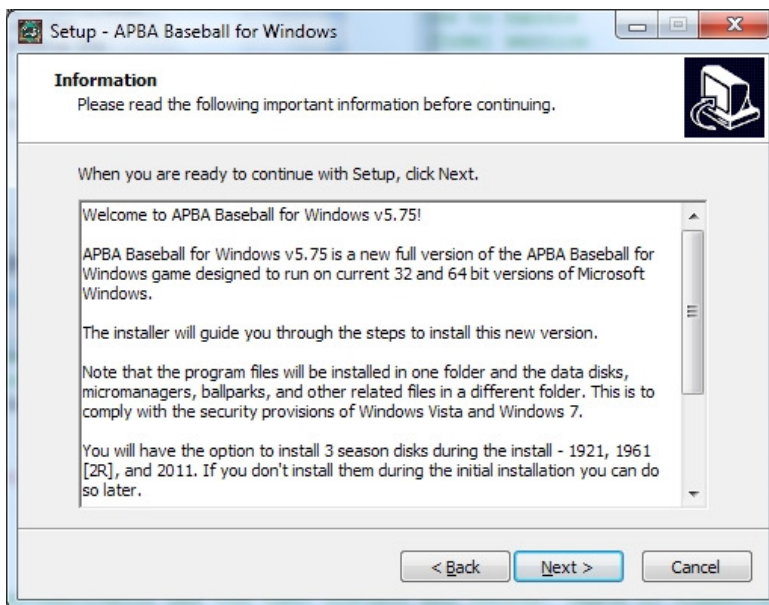 Setup - APBA Baseball for Windows
Information
Please read the following important information before continuing.
When you are ready to continue with Setup, click Next.
Welcome to APBA Baseball for Windows v5.75!
APBA Baseball for Windows v5.75 is a new full version of the APBA Baseball for
Windows game designed to run on current 32 and 64 bit versions of Microsoft
Windows.
The installer will guide you through the steps to install this new version.
Note that the program files will be installed in one folder and the data disks,
micromanagers, ballparks, and other related files in a different folder. This is to
comply with the security provisions of Windows Vista and Windows 7.
You will have the option to install 3 season disks during the install - 1921, 1961
[2R], and 2011. If you don't install them during the initial installation you can do
so later.
< Back
Next >
Cancel